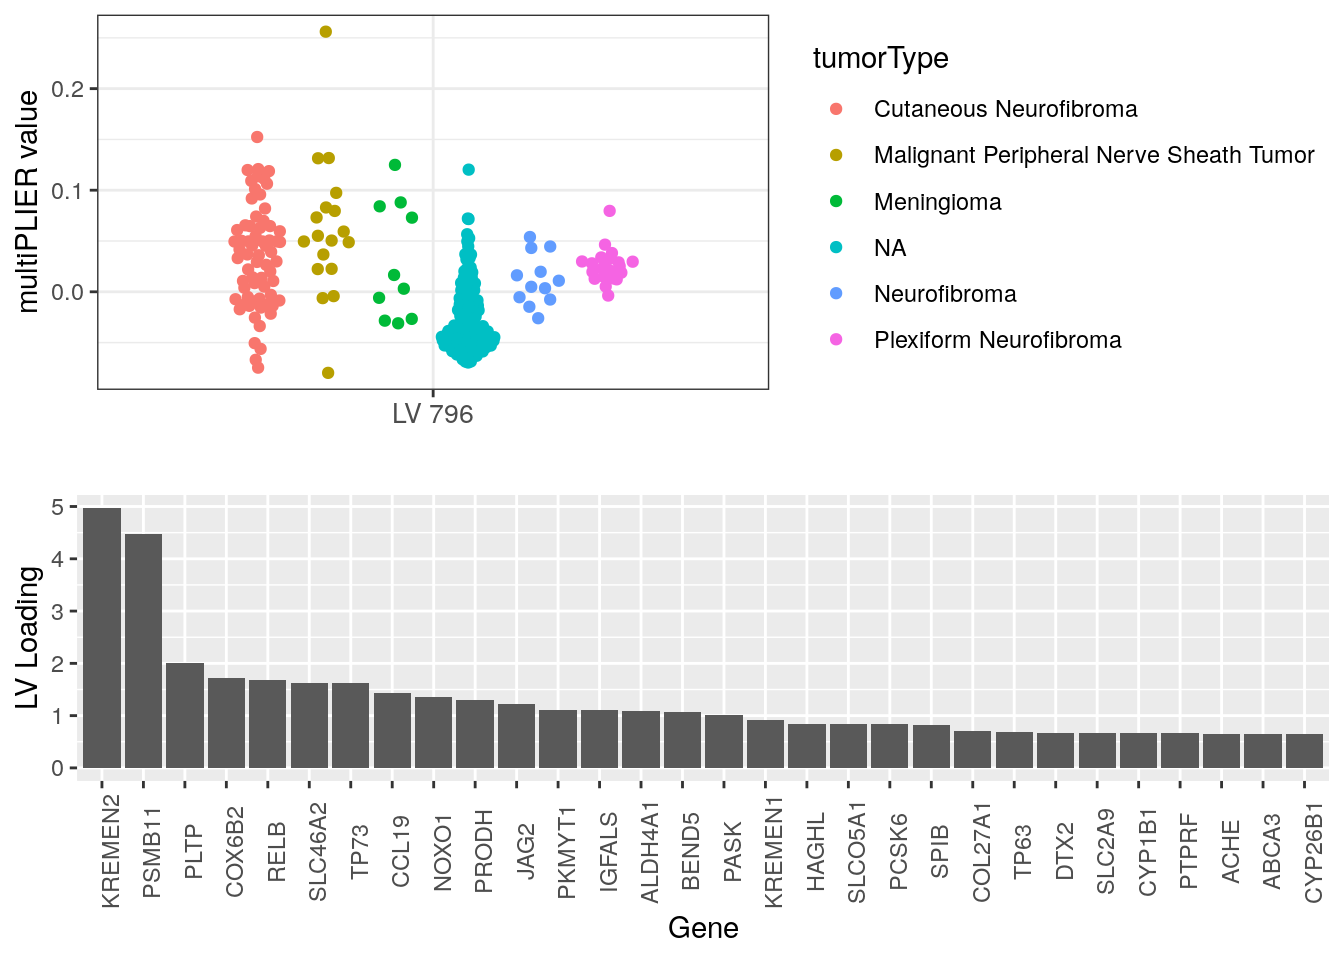 multiPLIER value
0.2
0.1
0.0
LV 796
tumorType
Cutaneous Neurofibroma
Malignant Peripheral Nerve Sheath Tumor
Meningioma
NA
Neurofibroma
Plexiform Neurofibroma
LV Loading
5
4
3
2
1
0
KREMEN2
PSMB11
PLTP
COX6B2
RELB
SLC46A2
TP73
CCL19
NOXO1
PRODH
JAG2
PKMYT1
IGFALS
ALDH4A1
BEND5
PASK
KREMEN1
HAGHL
SLCO5A1
PCSK6
SPIB
COL27A1
TP63
DTX2
SLC2A9
CYP1B1
PTPRF
ACHE
ABCA3
CYP26B1
Gene